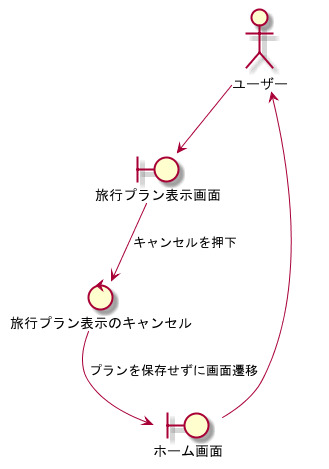 ユーザー
旅行プラン表示画面
キャンセルを押下
旅行プラン表示のキャンセル
プランを保存せずに画面遷移
ホーム画面